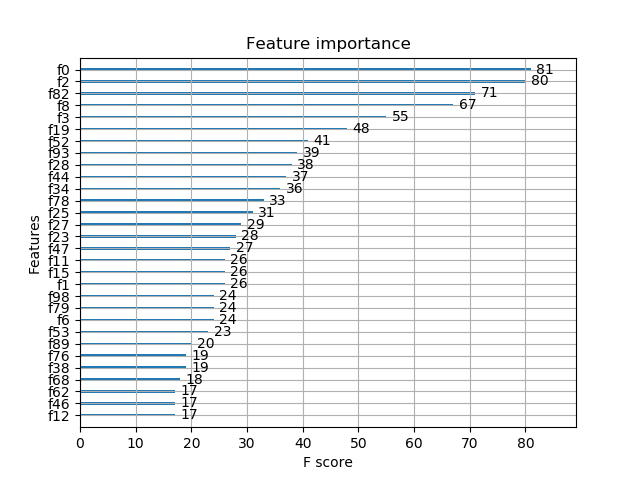 Feature importance
f0 81
f2 80
f82 71
f8 67
f3 55
f19 48
f52 41
f93 39
f28 38
f44 37
f34 36
f78 33
f25 31
f27 29
f23 28
f47 27
f11 26
f15 26
f1 26
f98 24
f79 24
f6 24
f53 23
f89 20
f76 19
f38 19
f68 18
f62 17
f46 17
f12 17
Features
0 10 20 30 40 50 60 70 80
F score